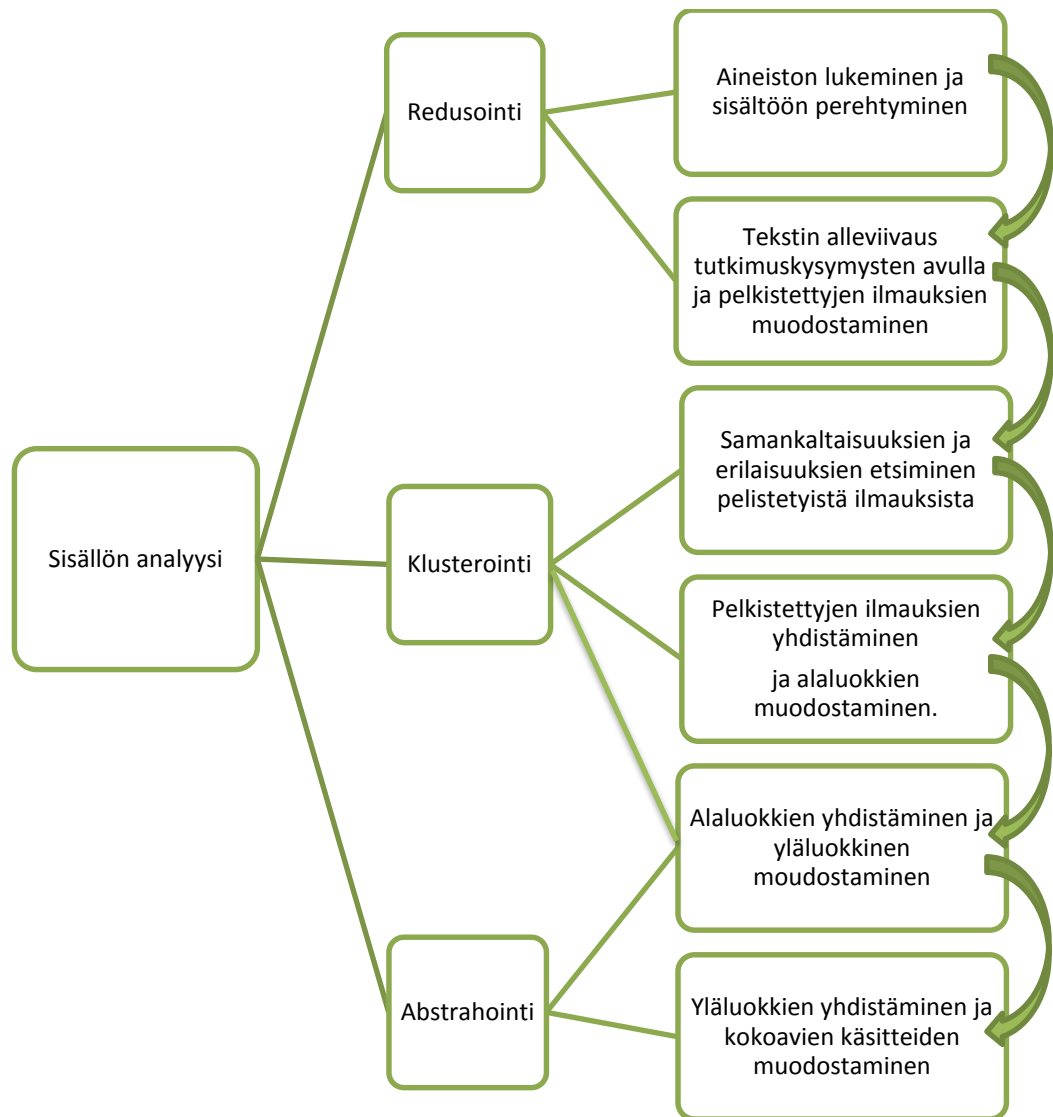 Redusointi
Aineiston lukeminen ja
sisältöön perehtyminen
Tekstin alleviivaus
tutkimuskysymysten avulla
ja pelkistettyjen ilmauksien
muodostaminen
Sisällön analyysi
Klusterointi
Samankaltaisuuksien ja
erilaisuuksien etsiminen
pelistetyistä ilmauksista
Pelkistettyjen ilmauksien
yhdistäminen
ja alaluokkien
muodostaminen.
Alaluokkien yhdistäminen ja
yläluokkinen
moudostaminen
Abstrahointi
Yläluokkien yhdistäminen ja
kokoavien käsitteiden
muodostaminen